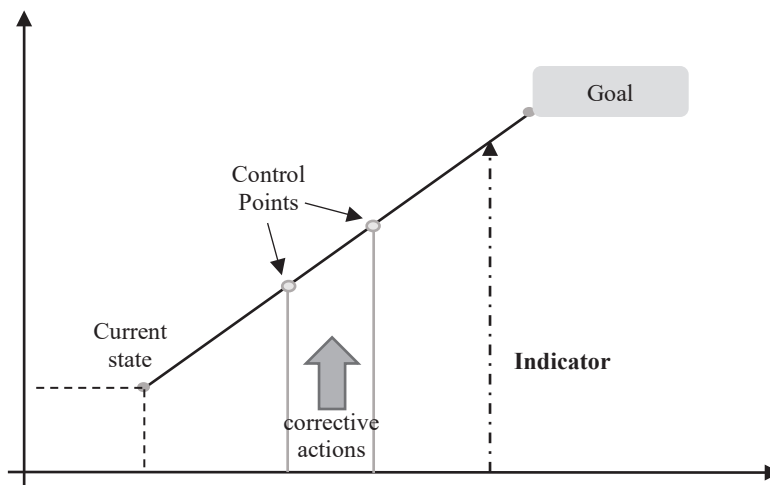 Goal
Control
Points
Current
state
Indicator
corrective
actions